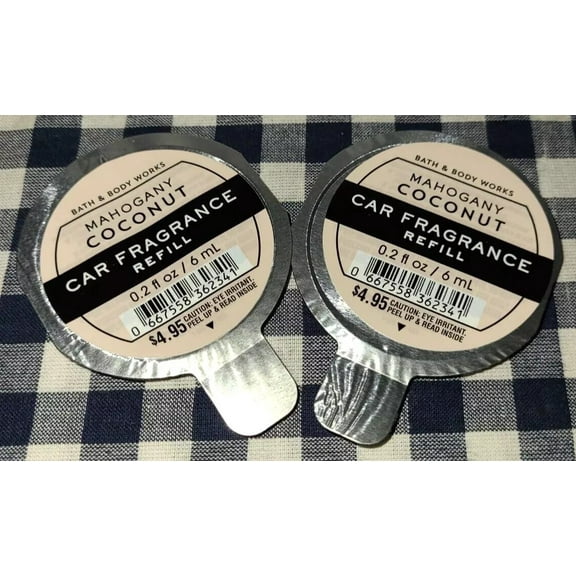 BATH & BODY WORKS
MAHOGANY
COCONUT
CAR FRAGRANCE
REFILL
0.2 fl oz / 6 mL
0 667558 362341
$4.95 CAUTION: EYE IRRITANT.
PEEL UP & READ INSIDE
BATH & BODY WORKS
MAHOGANY
COCONUT
CAR FRAGRANCE
REFILL
0.2 fl oz / 6 mL
0 667558 362341
$4.95 CAUTION: EYE IRRITANT.
PEEL UP & READ INSIDE